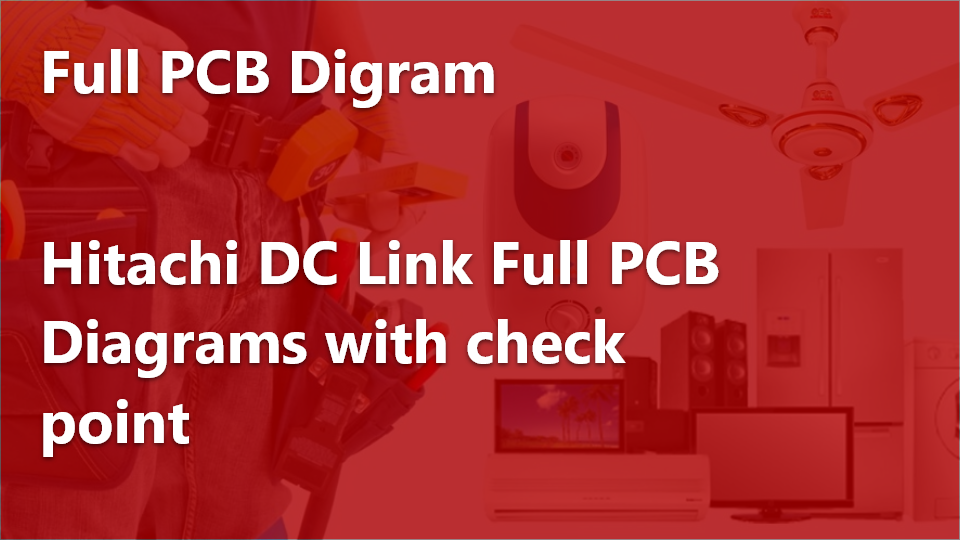 Full PCB Digram
Hitachi DC Link Full PCB
Diagrams with check
point